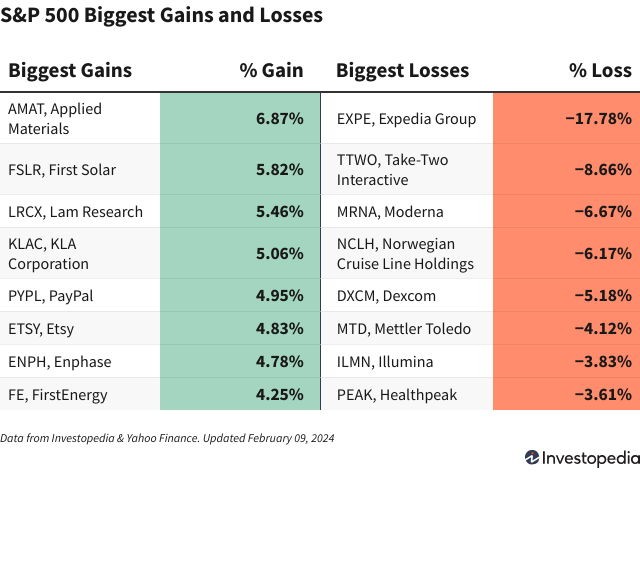 S&P 500 Biggest Gains and Losses
Biggest Gains % Gain Biggest Losses % Loss
AMAT, Applied
Materials
6.87%
EXPE, Expedia Group −17.78%
FSLR, First Solar 5.82%
TTWO, Take-Two
Interactive
−8.66%
LRCX, Lam Research 5.46% MRNA, Moderna −6.67%
KLAC, KLA
Corporation
5.06%
NCLH, Norwegian
Cruise Line Holdings
−6.17%
PYPL, PayPal 4.95% DXCM, Dexcom −5.18%
ETSY, Etsy 4.83% MTD, Mettler Toledo −4.12%
ENPH, Enphase 4.78% ILMN, Illumina −3.83%
FE, FirstEnergy 4.25% PEAK, Healthpeak −3.61%
Data from Investopedia & Yahoo Finance. Updated February 09, 2024
Investopedia